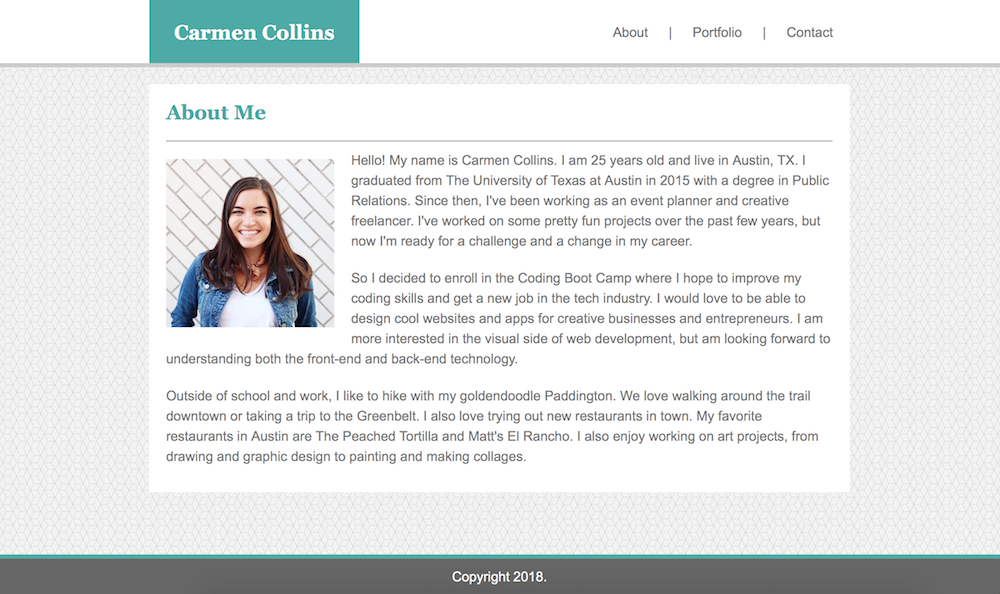 Carmen Collins
About | Portfolio | Contact
About Me
Hello! My name is Carmen Collins. I am 25 years old and live in Austin, TX. I
graduated from The University of Texas at Austin in 2015 with a degree in Public
Relations. Since then, I've been working as an event planner and creative
freelancer. I've worked on some pretty fun projects over the past few years, but
now I'm ready for a challenge and a change in my career.
So I decided to enroll in the Coding Boot Camp where I hope to improve my
coding skills and get a new job in the tech industry. I would love to be able to
design cool websites and apps for creative businesses and entrepreneurs. I am
more interested in the visual side of web development, but am looking forward to
understanding both the front-end and back-end technology.
Outside of school and work, I like to hike with my goldendoodle Paddington. We love walking around the trail
downtown or taking a trip to the Greenbelt. I also love trying out new restaurants in town. My favorite
restaurants in Austin are The Peached Tortilla and Matt's El Rancho. I also enjoy working on art projects, from
drawing and graphic design to painting and making collages.
Copyright 2018.